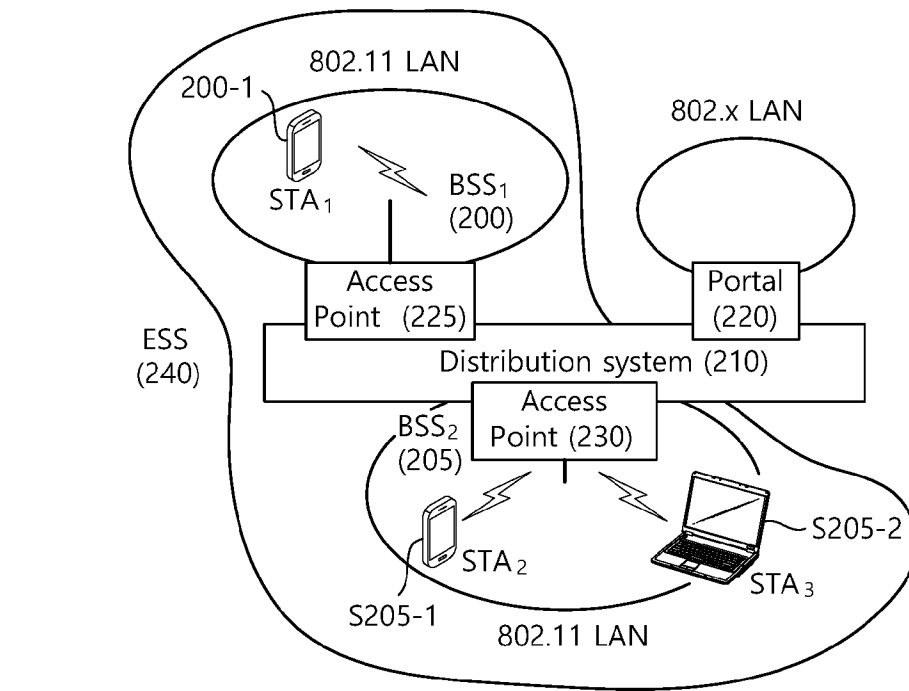 802.11 LAN
200-1
802.x LAN
STA₁
BSS₁
(200)
Access
Point (225)
Portal
(220)
ESS
(240)
Distribution system (210)
Access
Point (230)
BSS₂
(205)
STA₂
S205-2
STA₃
S205-1
802.11 LAN